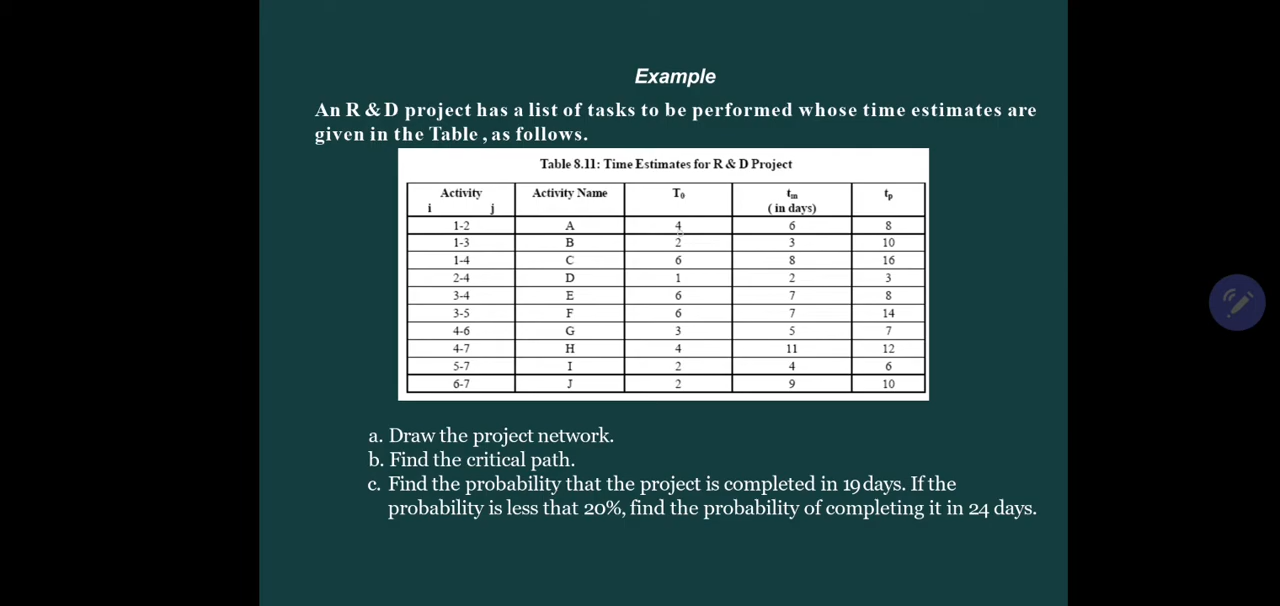 Example
An R & D project has a list of tasks to be performed whose time estimates are
given in the Table , as follows.
Table 8.11: Time Estimates for R & D Project
Activity Activity Name T0 tm tp
i j ( in days)
1-2 A 4 6 8
1-3 B 2 3 10
1-4 C 6 8 16
2-4 D 1 2 3
3-4 E 6 7 8
3-5 F 6 7 14
4-6 G 3 5 7
4-7 H 4 11 12
5-7 I 2 4 6
6-7 J 2 9 10
a. Draw the project network.
b. Find the critical path.
c. Find the probability that the project is completed in 19 days. If the
probability is less that 20%, find the probability of completing it in 24 days.